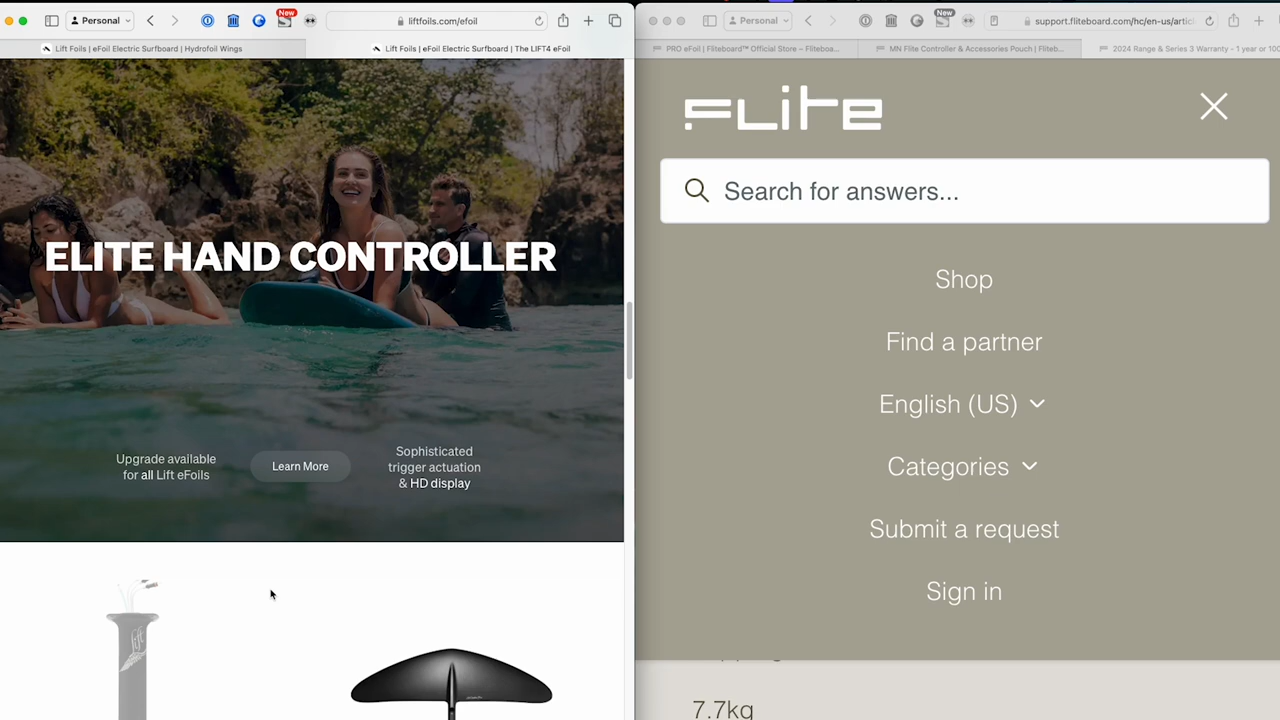 Personal
New
liftfoils.com/efoil
Lift Foils | eFoil Electric Surfboard | Hydrofoil Wings
Lift Foils | eFoil Electric Surfboard | The LIFT4 eFoil
ELITE HAND CONTROLLER
Upgrade available
for all Lift eFoils
Learn More
Sophisticated
trigger actuation
& HD display
lift
Personal
New
support.fliteboard.com/hc/en-us/artic
PRO eFoil | Fliteboard™ Official Store – Fliteboa...
MN Flite Controller & Accessories Pouch | Fliteb...
2024 Range & Series 3 Warranty - 1 year or 100
FLITE
Search for answers...
Shop
Find a partner
English (US)
Categories
Submit a request
Sign in
7.7kg